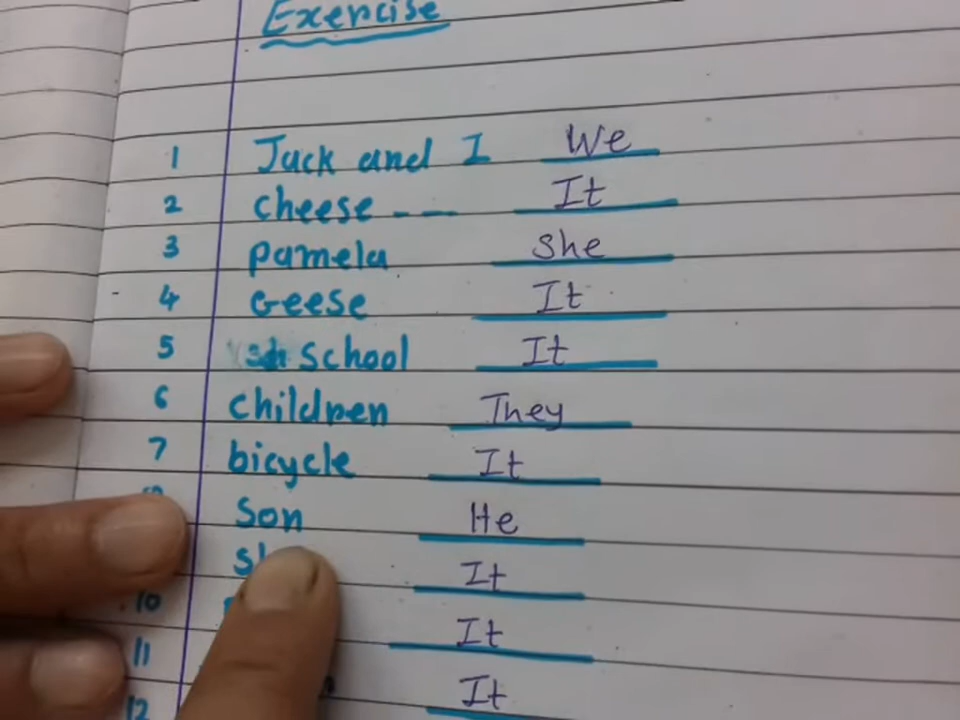 Exercise
1 Jack and I We
2 cheese --- It
3 pamela She
4 Geese It
5 School It
6 children They
7 bicycle It
Son He
It
10 It
11 It
12 It